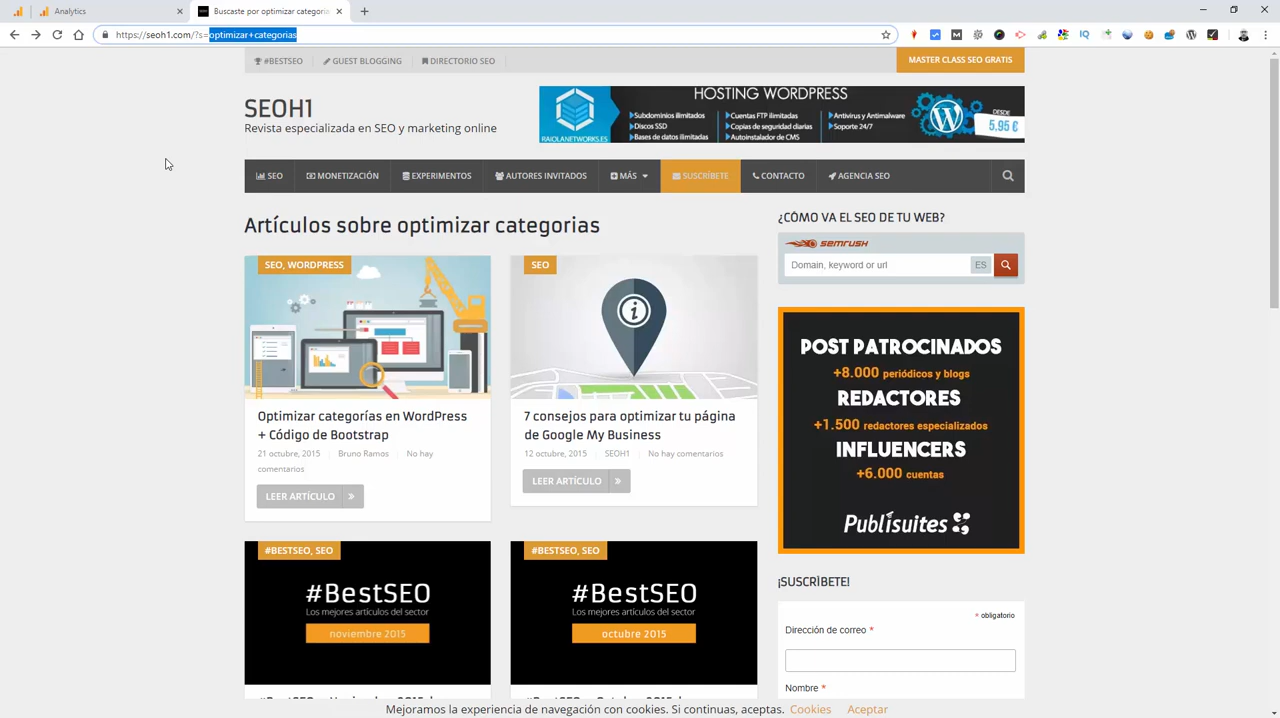 Analytics
Buscaste por optimizar categoría
https://seoh1.com/?s=optimizar+categorias
#BESTSEO
GUEST BLOGGING
DIRECTORIO SEO
MASTER CLASS SEO GRATIS
SEOH1
Revista especializada en SEO y marketing online
HOSTING WORDPRESS
RAIOLANETWORKS.ES
Subdominios ilimitados
Discos SSD
Bases de datos ilimitadas
Cuentas FTP ilimitadas
Copias de seguridad diarias
Autoinstalador de CMS
Antivirus y Antimalware
Soporte 24/7
DESDE
5,95 €
SEO
MONETIZACIÓN
EXPERIMENTOS
AUTORES INVITADOS
MÁS
SUSCRÍBETE
CONTACTO
AGENCIA SEO
Artículos sobre optimizar categorias
SEO, WORDPRESS
Optimizar categorías en WordPress
+ Código de Bootstrap
21 octubre, 2015 Bruno Ramos No hay
comentarios
LEER ARTÍCULO »
SEO
7 consejos para optimizar tu página
de Google My Business
12 octubre, 2015 SEOH1 No hay comentarios
LEER ARTÍCULO »
#BESTSEO, SEO
#BestSEO
Los mejores artículos del sector
noviembre 2015
#BESTSEO, SEO
#BestSEO
Los mejores artículos del sector
octubre 2015
¿CÓMO VA EL SEO DE TU WEB?
SEMRUSH
Domain, keyword or url
ES
POST PATROCINADOS
+8.000 periódicos y blogs
REDACTORES
+1.500 redactores especializados
INFLUENCERS
+6.000 cuentas
Publisuites
¡SUSCRÌBETE!
* obligatorio
Dirección de correo *
Nombre *
Mejoramos la experiencia de navegación con cookies. Si continuas, aceptas. Cookies Aceptar